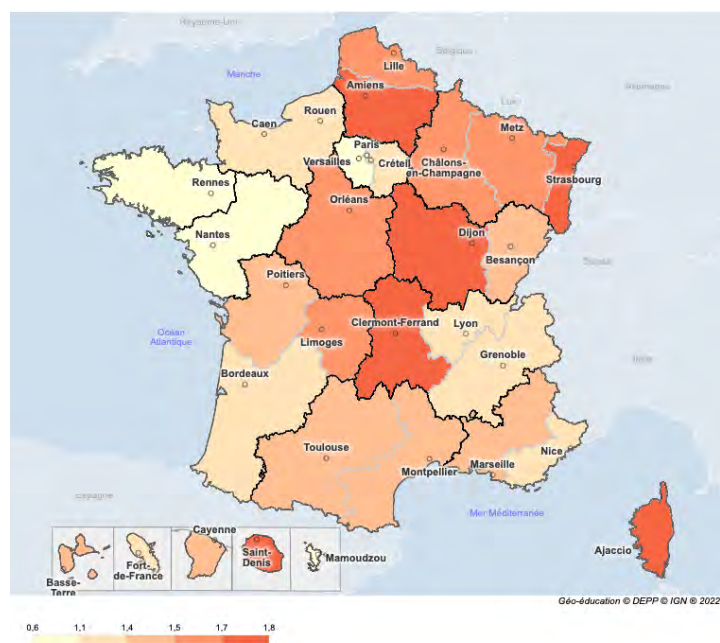 Royaume-Uni
Belgique
Manche
Lille
Amiens
Lux
Rouen
Caen
Metz
Paris
Versailles
Créteil
Châlons-
en-Champagne
Strasbourg
Rennes
Orléans
Nantes
Dijon
Besançon
Suisse
Poitiers
Océan
Atlantique
Clermont-Ferrand
Lyon
Limoges
Grenoble
Italie
Bordeaux
Toulouse
Nice
Marseille
Montpellier
Mer Méditerranée
Ajaccio
Cayenne
Saint-
Denis
Mamoudzou
Fort-
de-France
Basse-
Terre
Géo-éducation © DEPP © IGN ® 2022
0,6 1,1 1,4 1,5 1,7 1,8